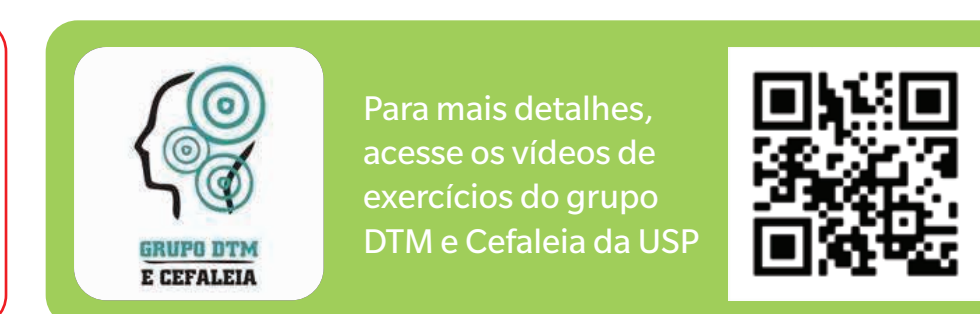 GRUPO DTM
E CEFALEIA
Para mais detalhes,
acesse os vídeos de
exercícios do grupo
DTM e Cefaleia da USP